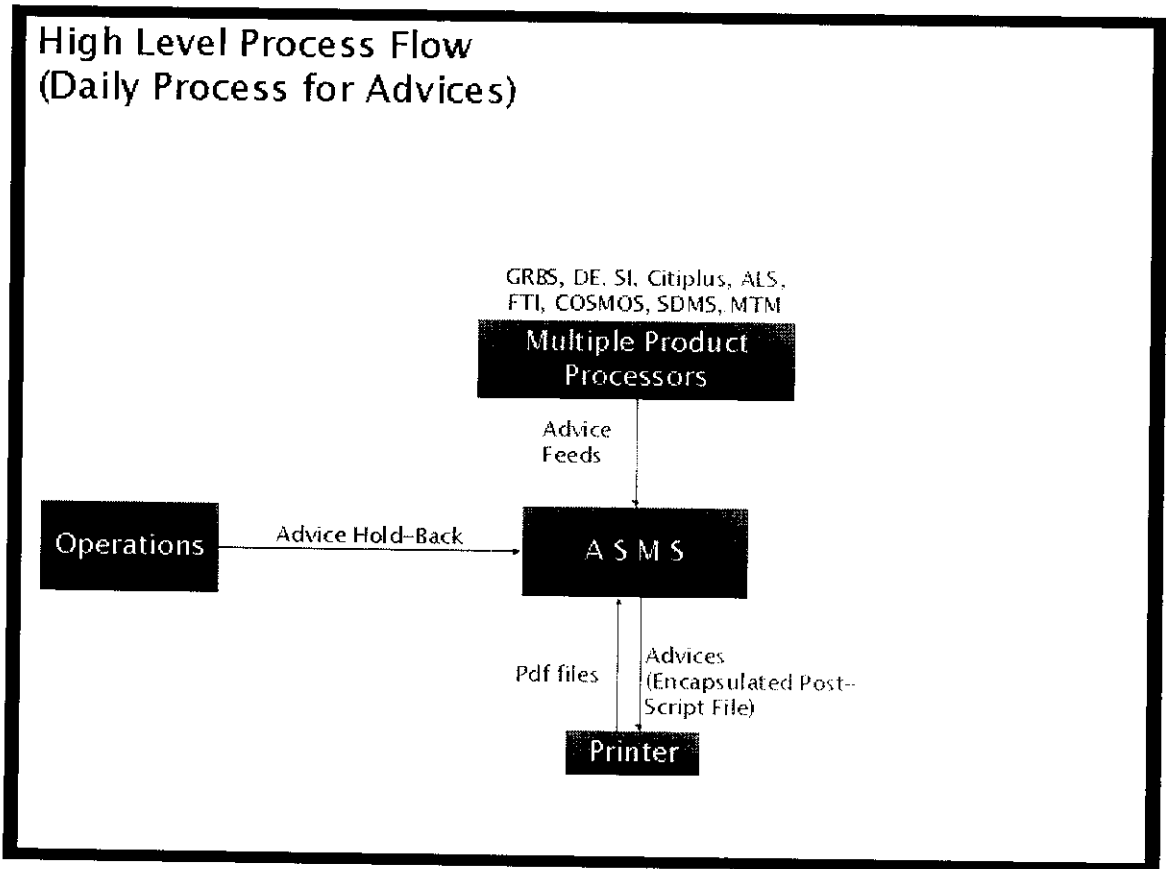 High Level Process Flow
(Daily Process for Advices)
GRBS, DE, SI, Citiplus, ALS,
FTI, COSMOS, SDMS, MTM
Multiple Product
Processors
Advice
Feeds
Operations
Advice Hold-Back
A S M S
Pdf files
Advices
(Encapsulated Post-
Script File)
Printer